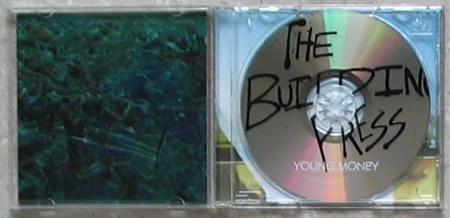 THE
BUILDING
PRESS
YOUNG MONEY